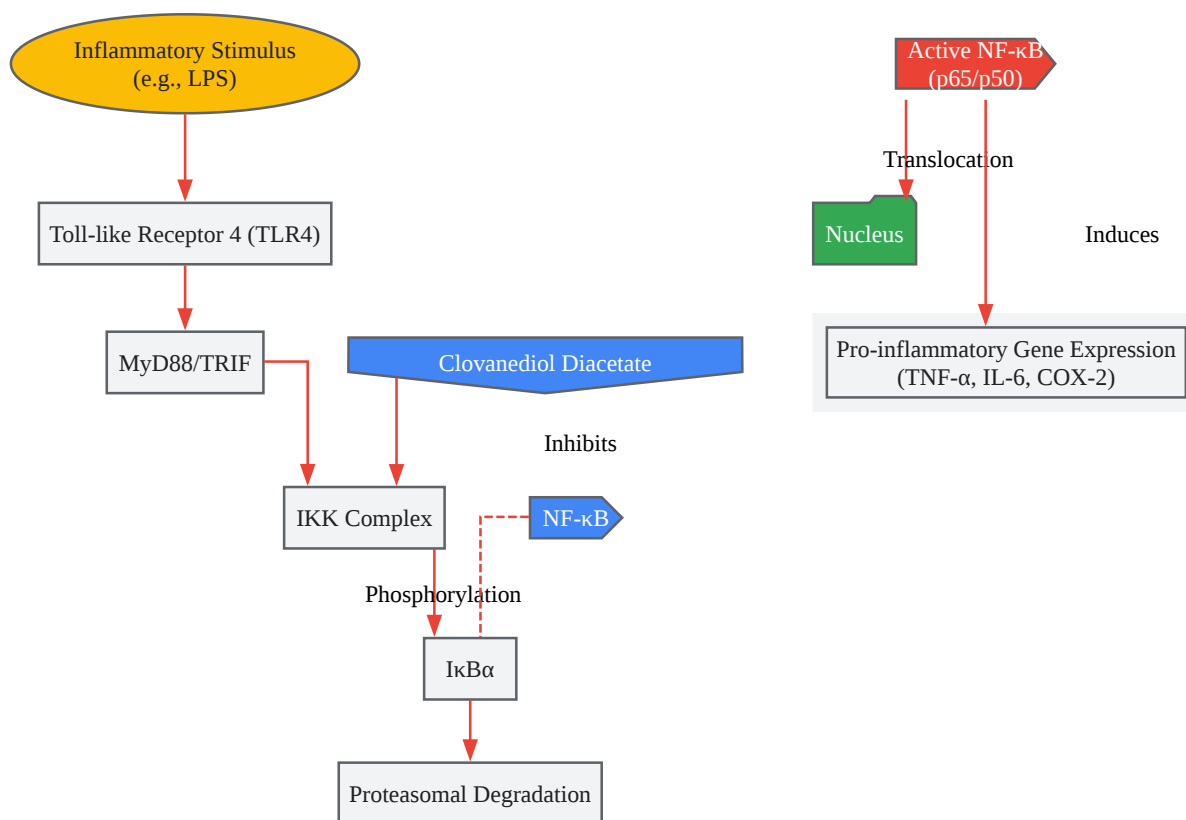 Inflammatory Stimulus
(e.g., LPS)
Toll-like Receptor 4 (TLR4)
MyD88/TRIF
Clovanediol Diacetate
Inhibits
IKK Complex
NF-κB
Phosphorylation
IκBα
Proteasomal Degradation
Active NF-κB
(p65/p50)
Translocation
Nucleus
Induces
Pro-inflammatory Gene Expression
(TNF-α, IL-6, COX-2)